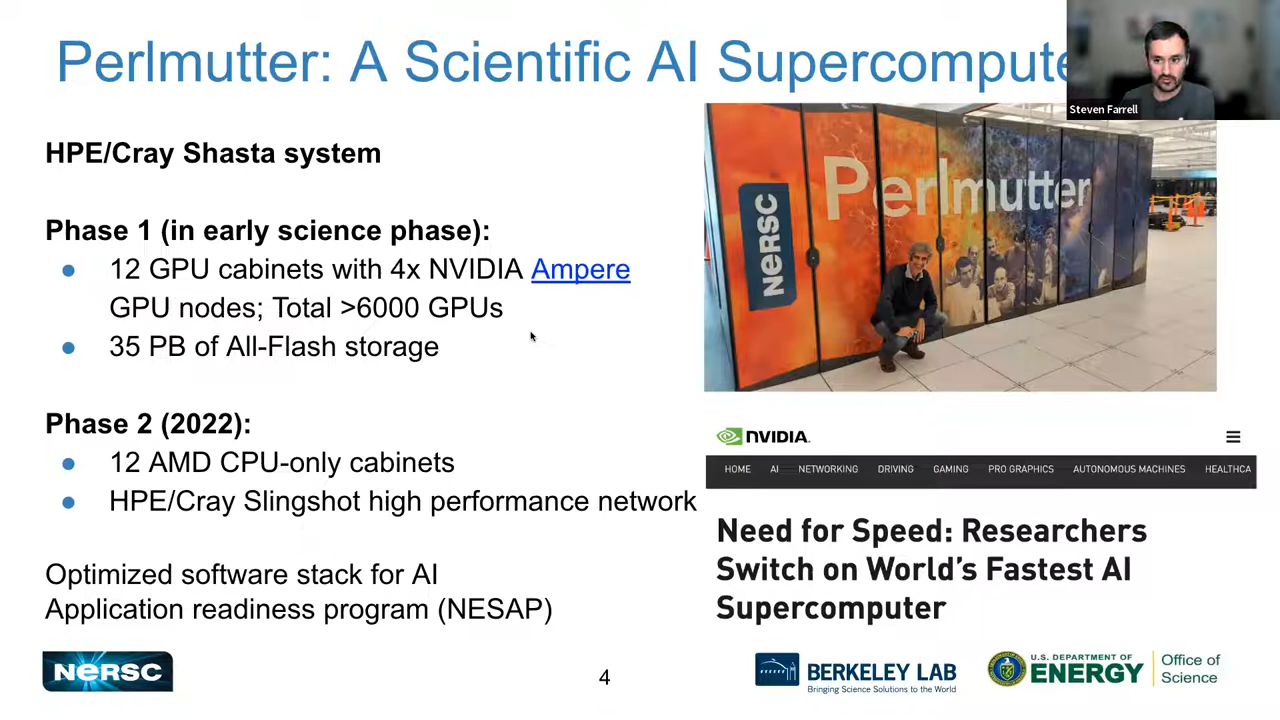 Perlmutter: A Scientific AI Supercompute
Steven Farrell
HPE/Cray Shasta system
Phase 1 (in early science phase):
● 12 GPU cabinets with 4x NVIDIA Ampere
GPU nodes; Total >6000 GPUs
● 35 PB of All-Flash storage
Phase 2 (2022):
● 12 AMD CPU-only cabinets
● HPE/Cray Slingshot high performance network
Optimized software stack for AI
Application readiness program (NESAP)
Perlmutter
NERSC
NVIDIA.
HOME AI NETWORKING DRIVING GAMING PRO GRAPHICS AUTONOMOUS MACHINES HEALTHCA
Need for Speed: Researchers
Switch on World's Fastest AI
Supercomputer
NERSC
4
BERKELEY LAB
Bringing Science Solutions to the World
U.S. DEPARTMENT OF
ENERGY
Office of
Science